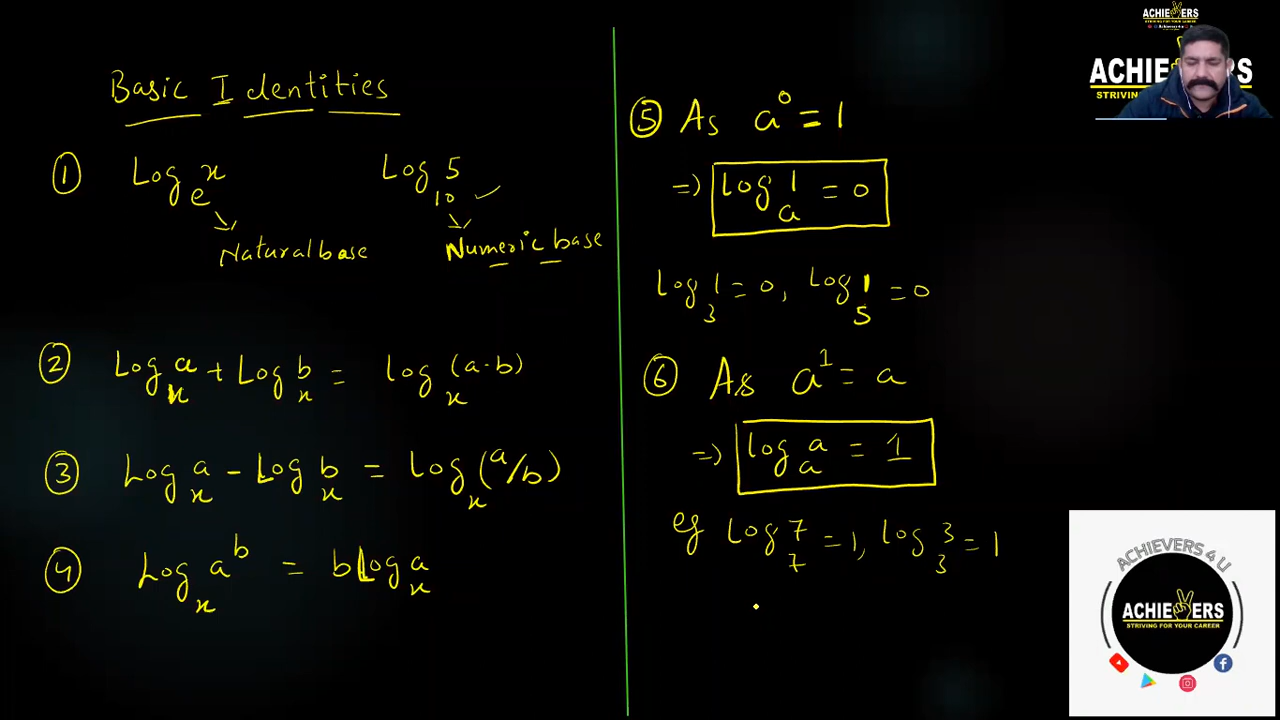 Basic Identities
① Log_e x Log_10 5 ✓
Natural base Numeric base
② Log_x a + Log_x b = log_x (a·b)
③ Log_x a - Log_x b = log_x (a/b)
④ Log_x a^b = b Log_x a
⑤ As a^0 = 1
=) log_a 1 = 0
Log_3 1 = 0, Log_5 1 = 0
⑥ As a^1 = a
=) log_a a = 1
eg Log_7 7 = 1, Log_3 3 = 1
ACHIEVERS
STRIVING FOR YOUR CAREER
ACHIE ERS
STRIVING
ACHIEVERS 4 U
ACHIEVERS
STRIVING FOR YOUR CAREER